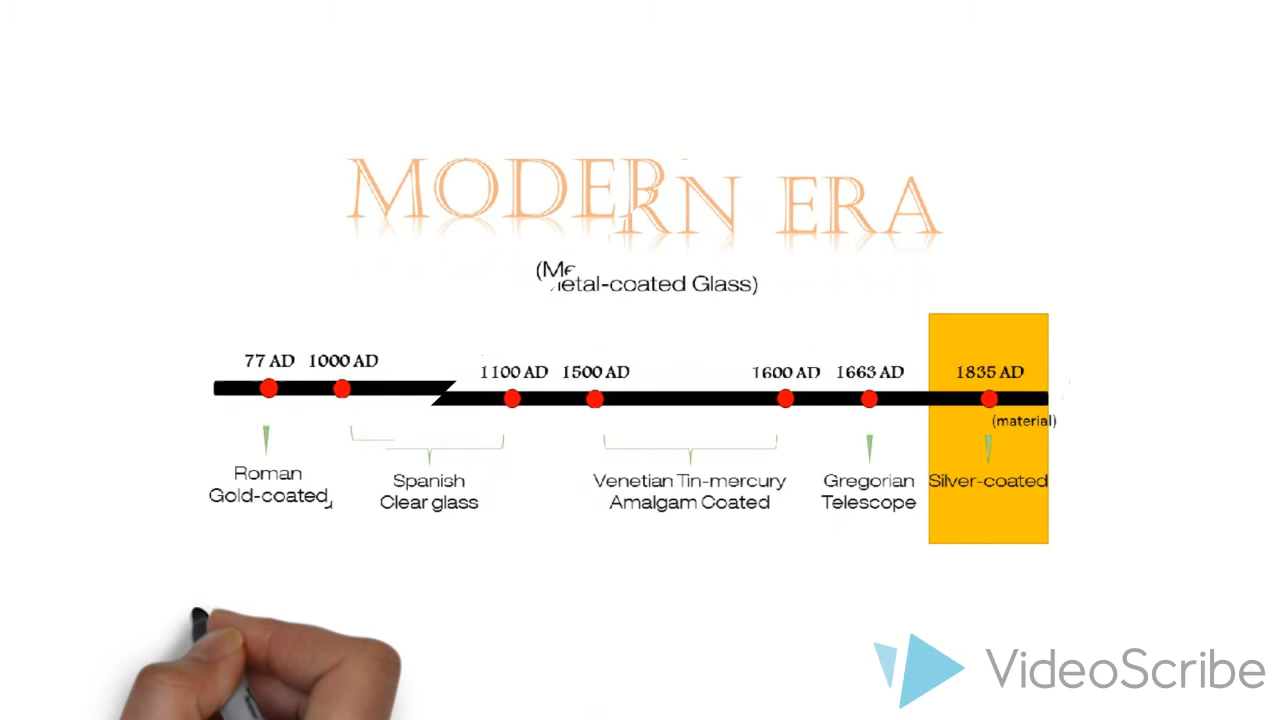 MODERN ERA
(Metal-coated Glass)
77 AD 1000 AD 1100 AD 1500 AD 1600 AD 1663 AD 1835 AD
(material)
Roman
Gold-coated
Spanish
Clear glass
Venetian Tin-mercury
Amalgam Coated
Gregorian
Telescope
Silver-coated
VideoScribe